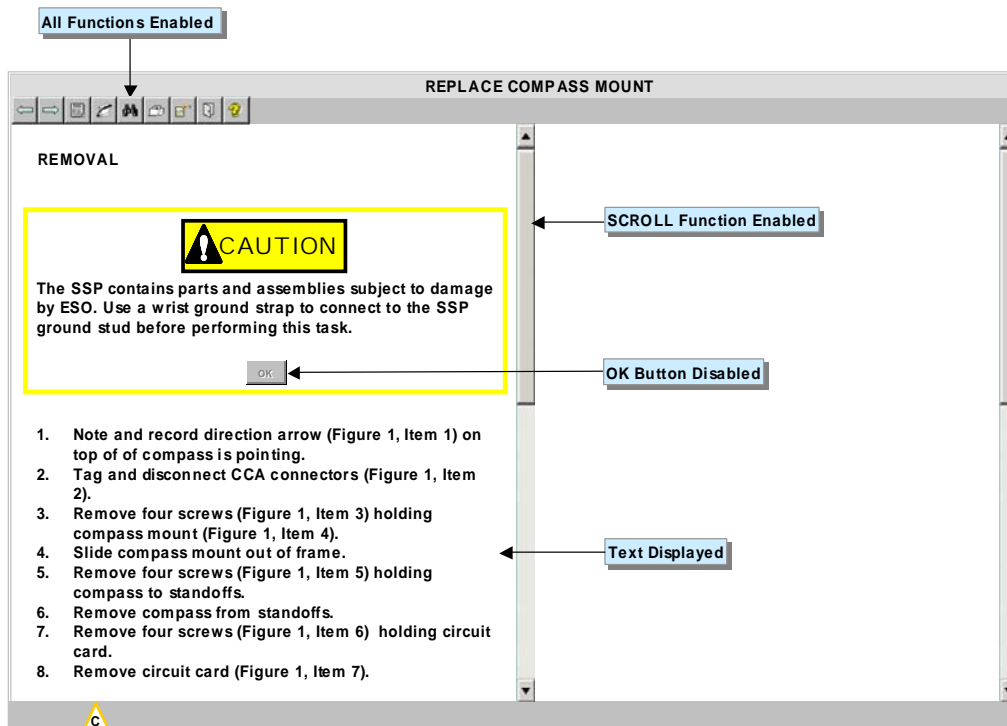 All Functions Enabled
REPLACE COMPASS MOUNT
REMOVAL
CAUTION
The SSP contains parts and assemblies subject to damage
by ESO. Use a wrist ground strap to connect to the SSP
ground stud before performing this task.
OK
SCROLL Function Enabled
OK Button Disabled
1. Note and record direction arrow (Figure 1, Item 1) on
top of of compass is pointing.
2. Tag and disconnect CCA connectors (Figure 1, Item
2).
3. Remove four screws (Figure 1, Item 3) holding
compass mount (Figure 1, Item 4).
4. Slide compass mount out of frame.
5. Remove four screws (Figure 1, Item 5) holding
compass to standoffs.
6. Remove compass from standoffs.
7. Remove four screws (Figure 1, Item 6) holding circuit
card.
8. Remove circuit card (Figure 1, Item 7).
Text Displayed
C